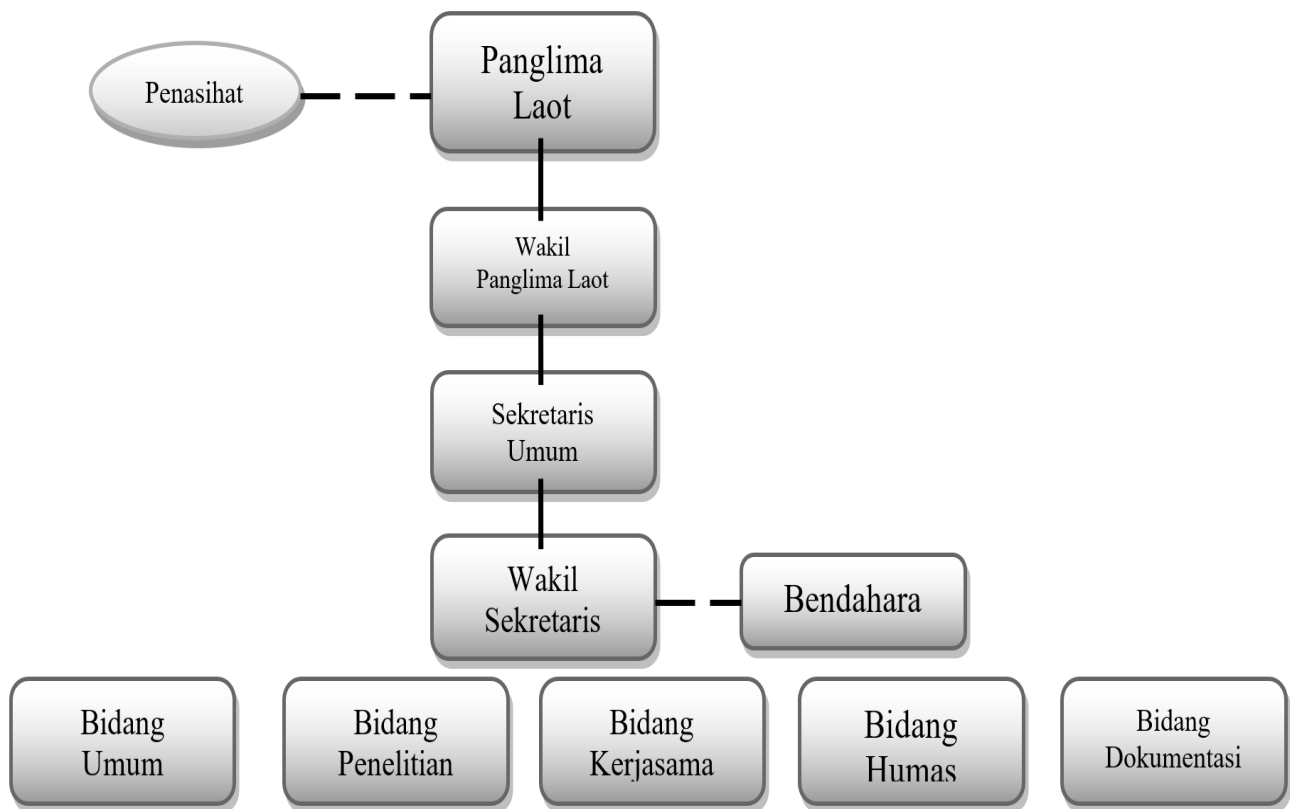 Penasihat
Panglima
Laot
Wakil
Panglima Laot
Sekretaris
Umum
Wakil
Sekretaris
Bendahara
Bidang
Umum
Bidang
Penelitian
Bidang
Kerjasama
Bidang
Humas
Bidang
Dokumentasi